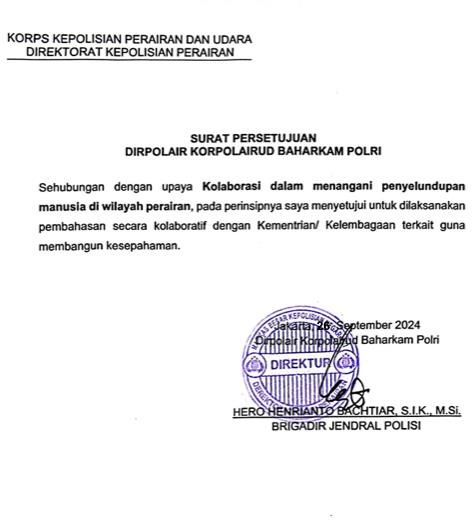 KORPS KEPOLISIAN PERAIRAN DAN UDARA
DIREKTORAT KEPOLISIAN PERAIRAN
SURAT PERSETUJUAN
DIRPOLAIR KORPOLAIRUD BAHARKAM POLRI
Sehubungan dengan upaya Kolaborasi dalam menangani penyelundupan
manusia di wilayah perairan, pada perinsipnya saya menyetujui untuk dilaksanakan
pembahasan secara kolaboratif dengan Kementrian/ Kelembagaan terkait guna
membangun kesepahaman.
Jakarta, 26 September 2024
Dirpolair Korpolairud Baharkam Polri
DIREKTUR
HERO HENRIANTO BACHTIAR, S.I.K., M.Si.
BRIGADIR JENDRAL POLISI